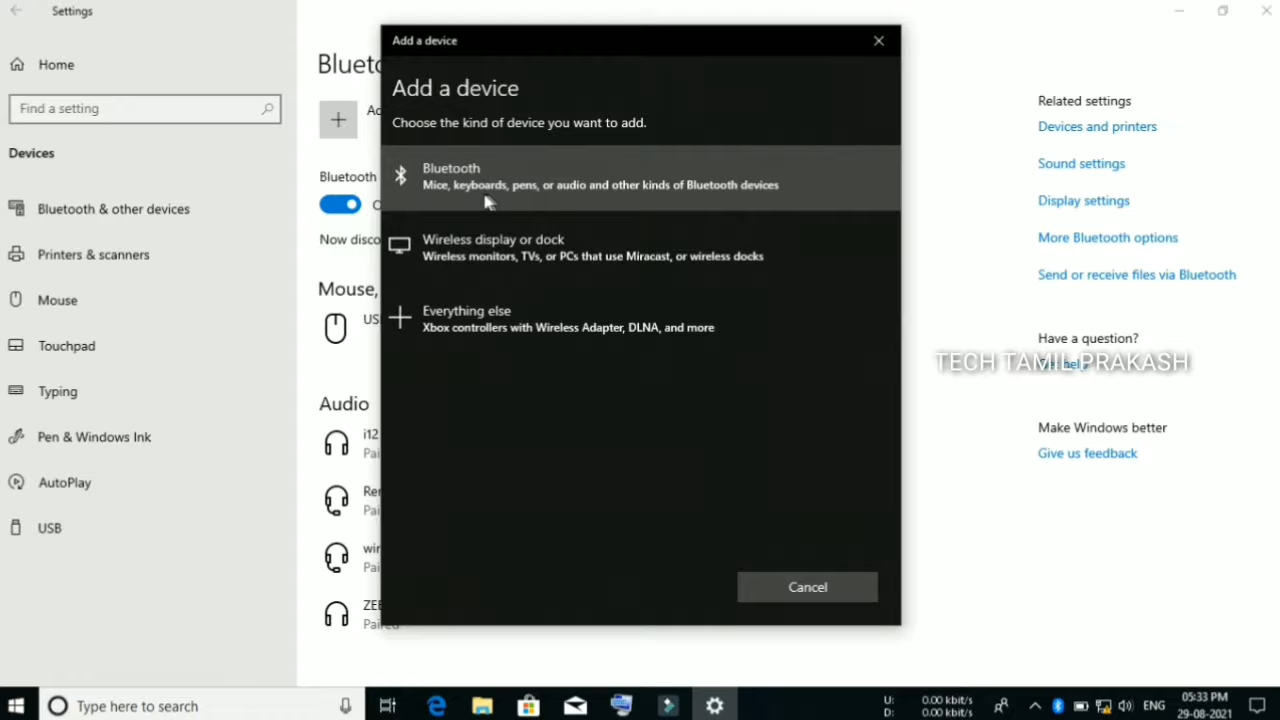 Settings
Home
Find a setting
Devices
Bluetooth & other devices
Printers & scanners
Mouse
Touchpad
Typing
Pen & Windows Ink
AutoPlay
USB
Bluetooth
Now disco
Mouse,
US
Audio
i12
Pai
Pai
Pai
Paired
Add a device
Add a device
Choose the kind of device you want to add.
Bluetooth
Mice, keyboards, pens, or audio and other kinds of Bluetooth devices
Wireless display or dock
Wireless monitors, TVs, or PCs that use Miracast, or wireless docks
Everything else
Xbox controllers with Wireless Adapter, DLNA, and more
Cancel
Related settings
Devices and printers
Sound settings
Display settings
More Bluetooth options
Send or receive files via Bluetooth
Have a question?
Get help
TECH TAMIL PRAKASH
Make Windows better
Give us feedback
Type here to search
U: 0.00 kbit/s
D: 0.00 kbit/s
ENG
05:33 PM
29-08-2021